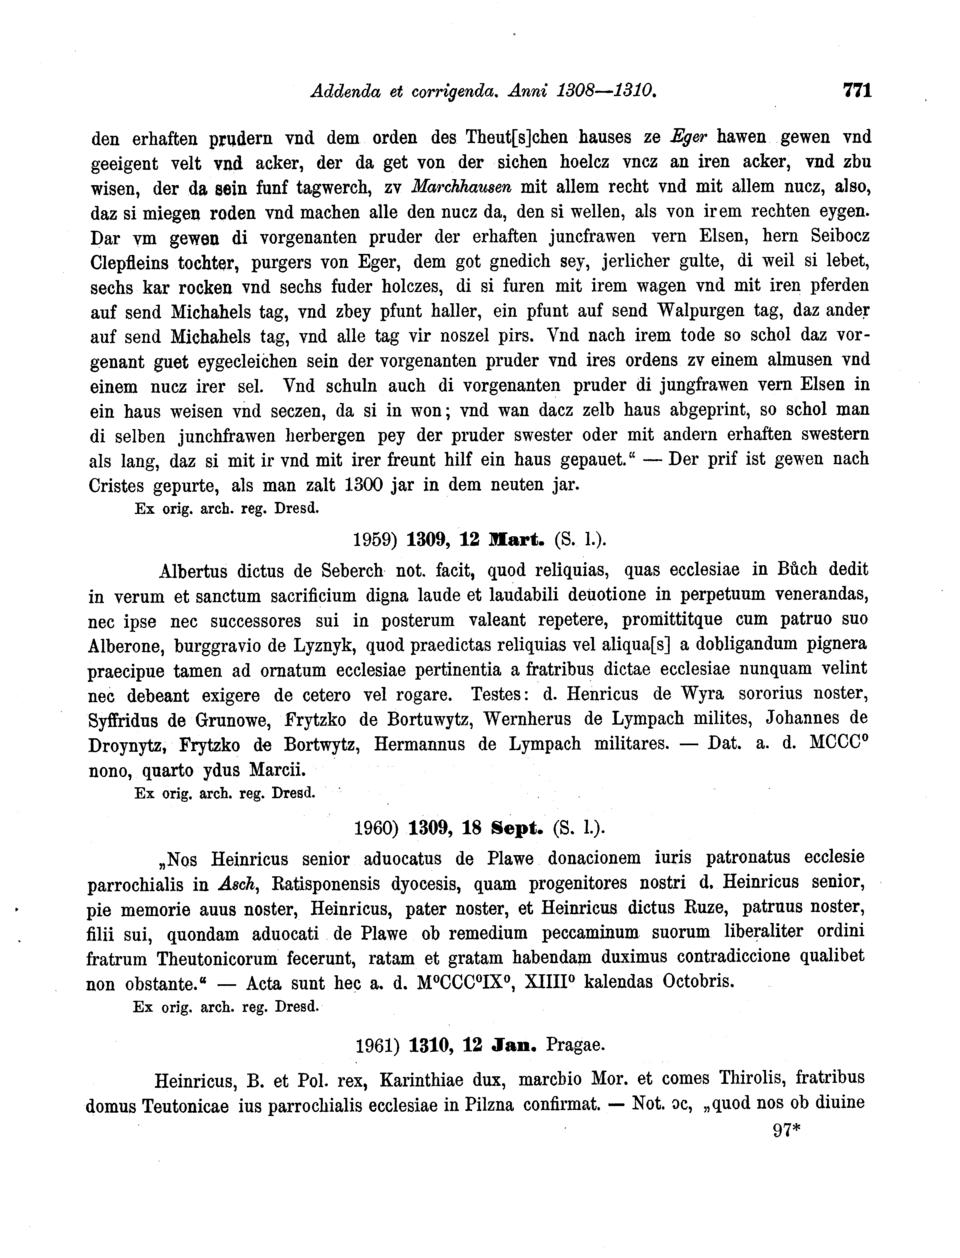 Addenda et corrigenda. Anni 1308—1310. 771
den erhaften prudern vnd dem orden des Theut[s]chen hauses ze Eger hawen gewen vnd
geeigent velt vnd acker, der da get von der sichen hoelcz vncz an iren acker, vnd zbu
wisen, der da sein funf tagwerch, zv Marchhausen mit allem recht vnd mit allem nucz, also,
daz si miegen roden vnd machen alle den nucz da, den si wellen, als von irem rechten eygen.
Dar vm gewen di vorgenanten pruder der erhaften juncfrawen vern Elsen, hern Seibocz
Clepfleins tochter, purgers von Eger, dem got gnedich sey, jerlicher gulte, di weil si lebet,
sechs kar rocken vnd sechs fuder holczes, di si furen mit irem wagen vnd mit iren pferden
auf send Michahels tag, vnd zbey pfunt haller, ein pfunt auf send Walpurgen tag, daz ander
auf send Michahels tag, vnd alle tag vir noszel pirs. Vnd nach irem tode so schol daz vor-
genant guet eygecleichen sein der vorgenanten pruder vnd ires ordens zv einem almusen vnd
einem nucz irer sel. Vnd schuln auch di vorgenanten pruder di jungfrawen vern Elsen in
ein haus weisen vnd seczen, da si in won; vnd wan dacz zelb haus abgeprint, so schol man
di selben junchfrawen herbergen pey der pruder swester oder mit andern erhaften swestern
als lang, daz si mit ir vnd mit irer freunt hilf ein haus gepauet.“ — Der prif ist gewen nach
Cristes gepurte, als man zalt 1300 jar in dem neuten jar.
Ex orig. arch. reg. Dresd.
1959) 1309, 12 Mart. (S. l.).
Albertus dictus de Seberch not. facit, quod reliquias, quas ecclesiae in Bůch dedit
in verum et sanctum sacrificium digna laude et laudabili deuotione in perpetuum venerandas,
nec ipse nec successores sui in posterum valeant repetere, promittitque cum patruo suo
Alberone, burggravio de Lyznyk, quod praedictas reliquias vel aliqua[s] a dobligandum pignera
praecipue tamen ad ornatum ecclesiae pertinentia a fratribus dictae ecclesiae nunquam velint
nec debeant exigere de cetero vel rogare. Testes: d. Henricus de Wyra sororius noster,
Syffridus de Grunowe, Frytzko de Bortuwytz, Wernherus de Lympach milites, Johannes de
Droynytz, Frytzko de Bortwytz, Hermannus de Lympach militares. — Dat. a. d. MCCC⁰
nono, quarto ydus Marcii.
Ex orig. arch. reg. Dresd.
1960) 1309, 18 Sept. (S. l.).
„Nos Heinricus senior aduocatus de Plawe donacionem iuris patronatus ecclesie
parrochialis in Asch, Ratisponensis dyocesis, quam progenitores nostri d. Heinricus senior,
pie memorie auus noster, Heinricus, pater noster, et Heinricus dictus Ruze, patruus noster,
filii sui, quondam aduocati de Plawe ob remedium peccaminum suorum liberaliter ordini
fratrum Theutonicorum fecerunt, ratam et gratam habendam duximus contradiccione qualibet
non obstante.“ — Acta sunt hec a. d. M⁰CCC⁰IX⁰, XIIII⁰ kalendas Octobris.
Ex orig. arch. reg. Dresd.
1961) 1310, 12 Jan. Pragae.
Heinricus, B. et Pol. rex, Karinthiae dux, marchio Mor. et comes Thirolis, fratribus
domus Teutonicae ius parrochialis ecclesiae in Pilzna confirmat. — Not. ɔc, „quod nos ob diuine
97*